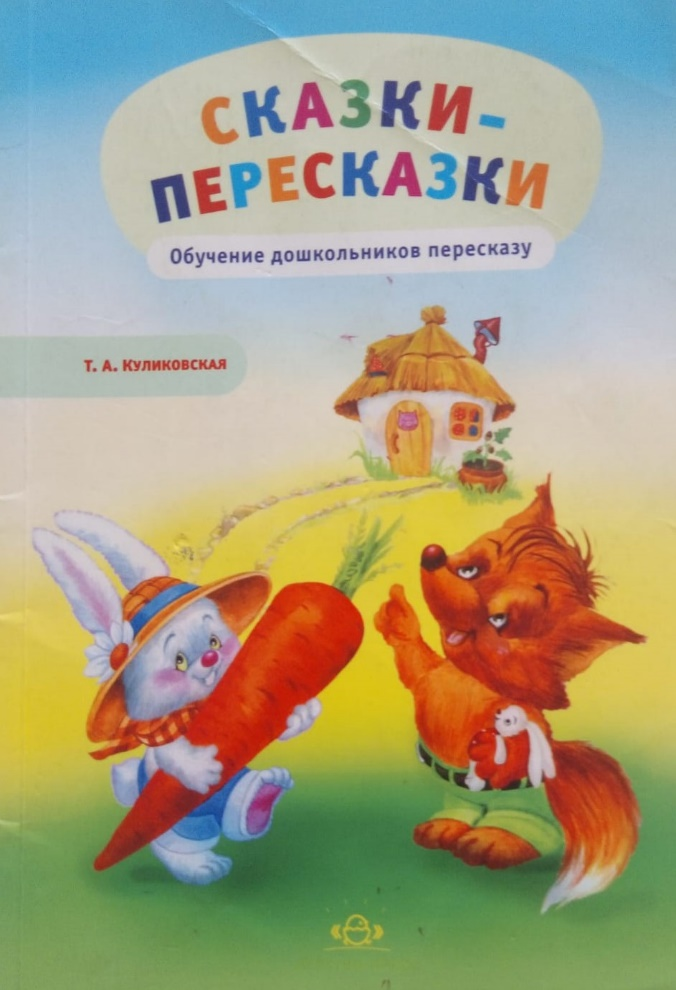 СКАЗКИ-
ПЕРЕСКАЗКИ
Обучение дошкольников пересказу
Т. А. Куликовская